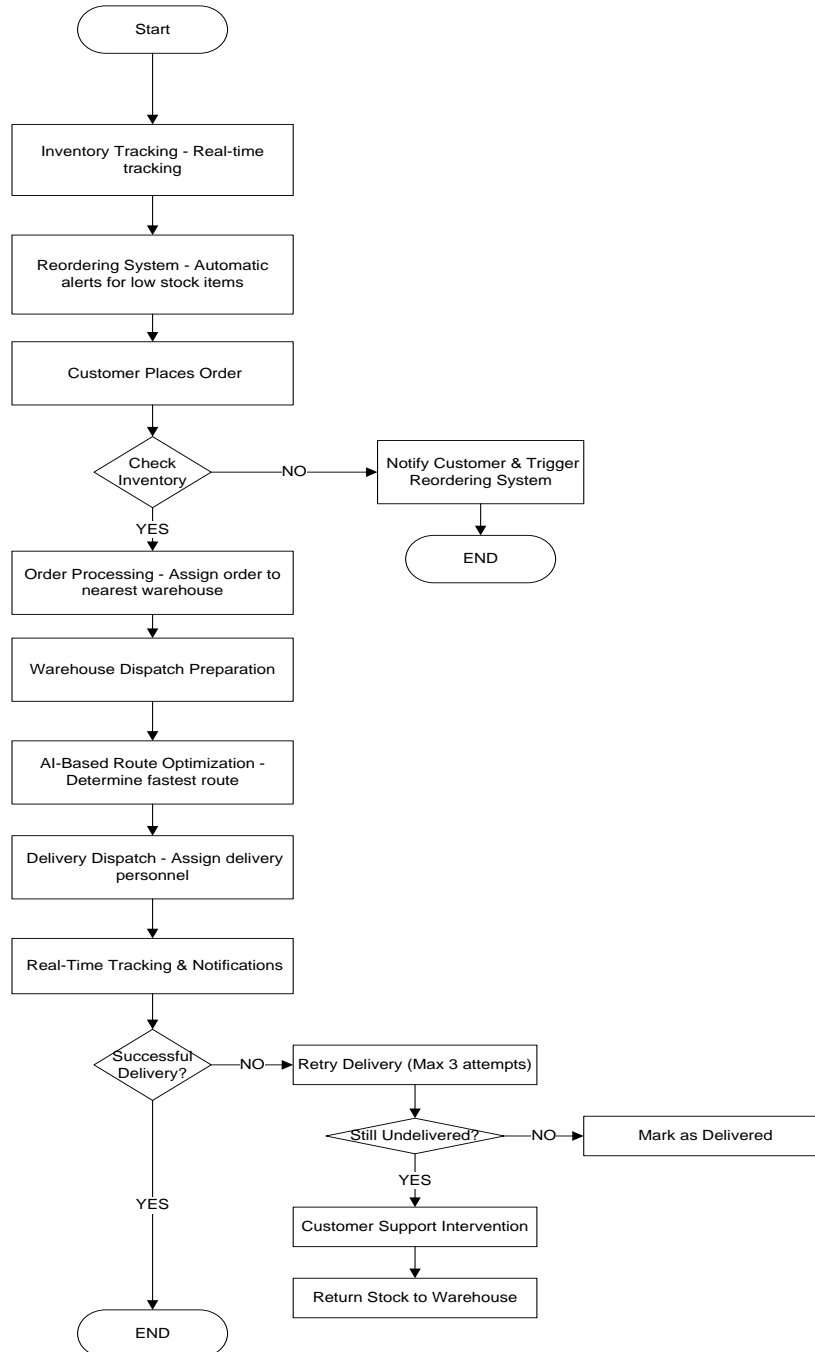 Start
Inventory Tracking - Real-time
tracking
Reordering System - Automatic
alerts for low stock items
Customer Places Order
Check
Inventory
NO
Notify Customer & Trigger
Reordering System
YES
END
Order Processing - Assign order to
nearest warehouse
Warehouse Dispatch Preparation
AI-Based Route Optimization -
Determine fastest route
Delivery Dispatch - Assign delivery
personnel
Real-Time Tracking & Notifications
Successful
Delivery?
NO
Retry Delivery (Max 3 attempts)
Still Undelivered?
NO
Mark as Delivered
YES
YES
Customer Support Intervention
Return Stock to Warehouse
END